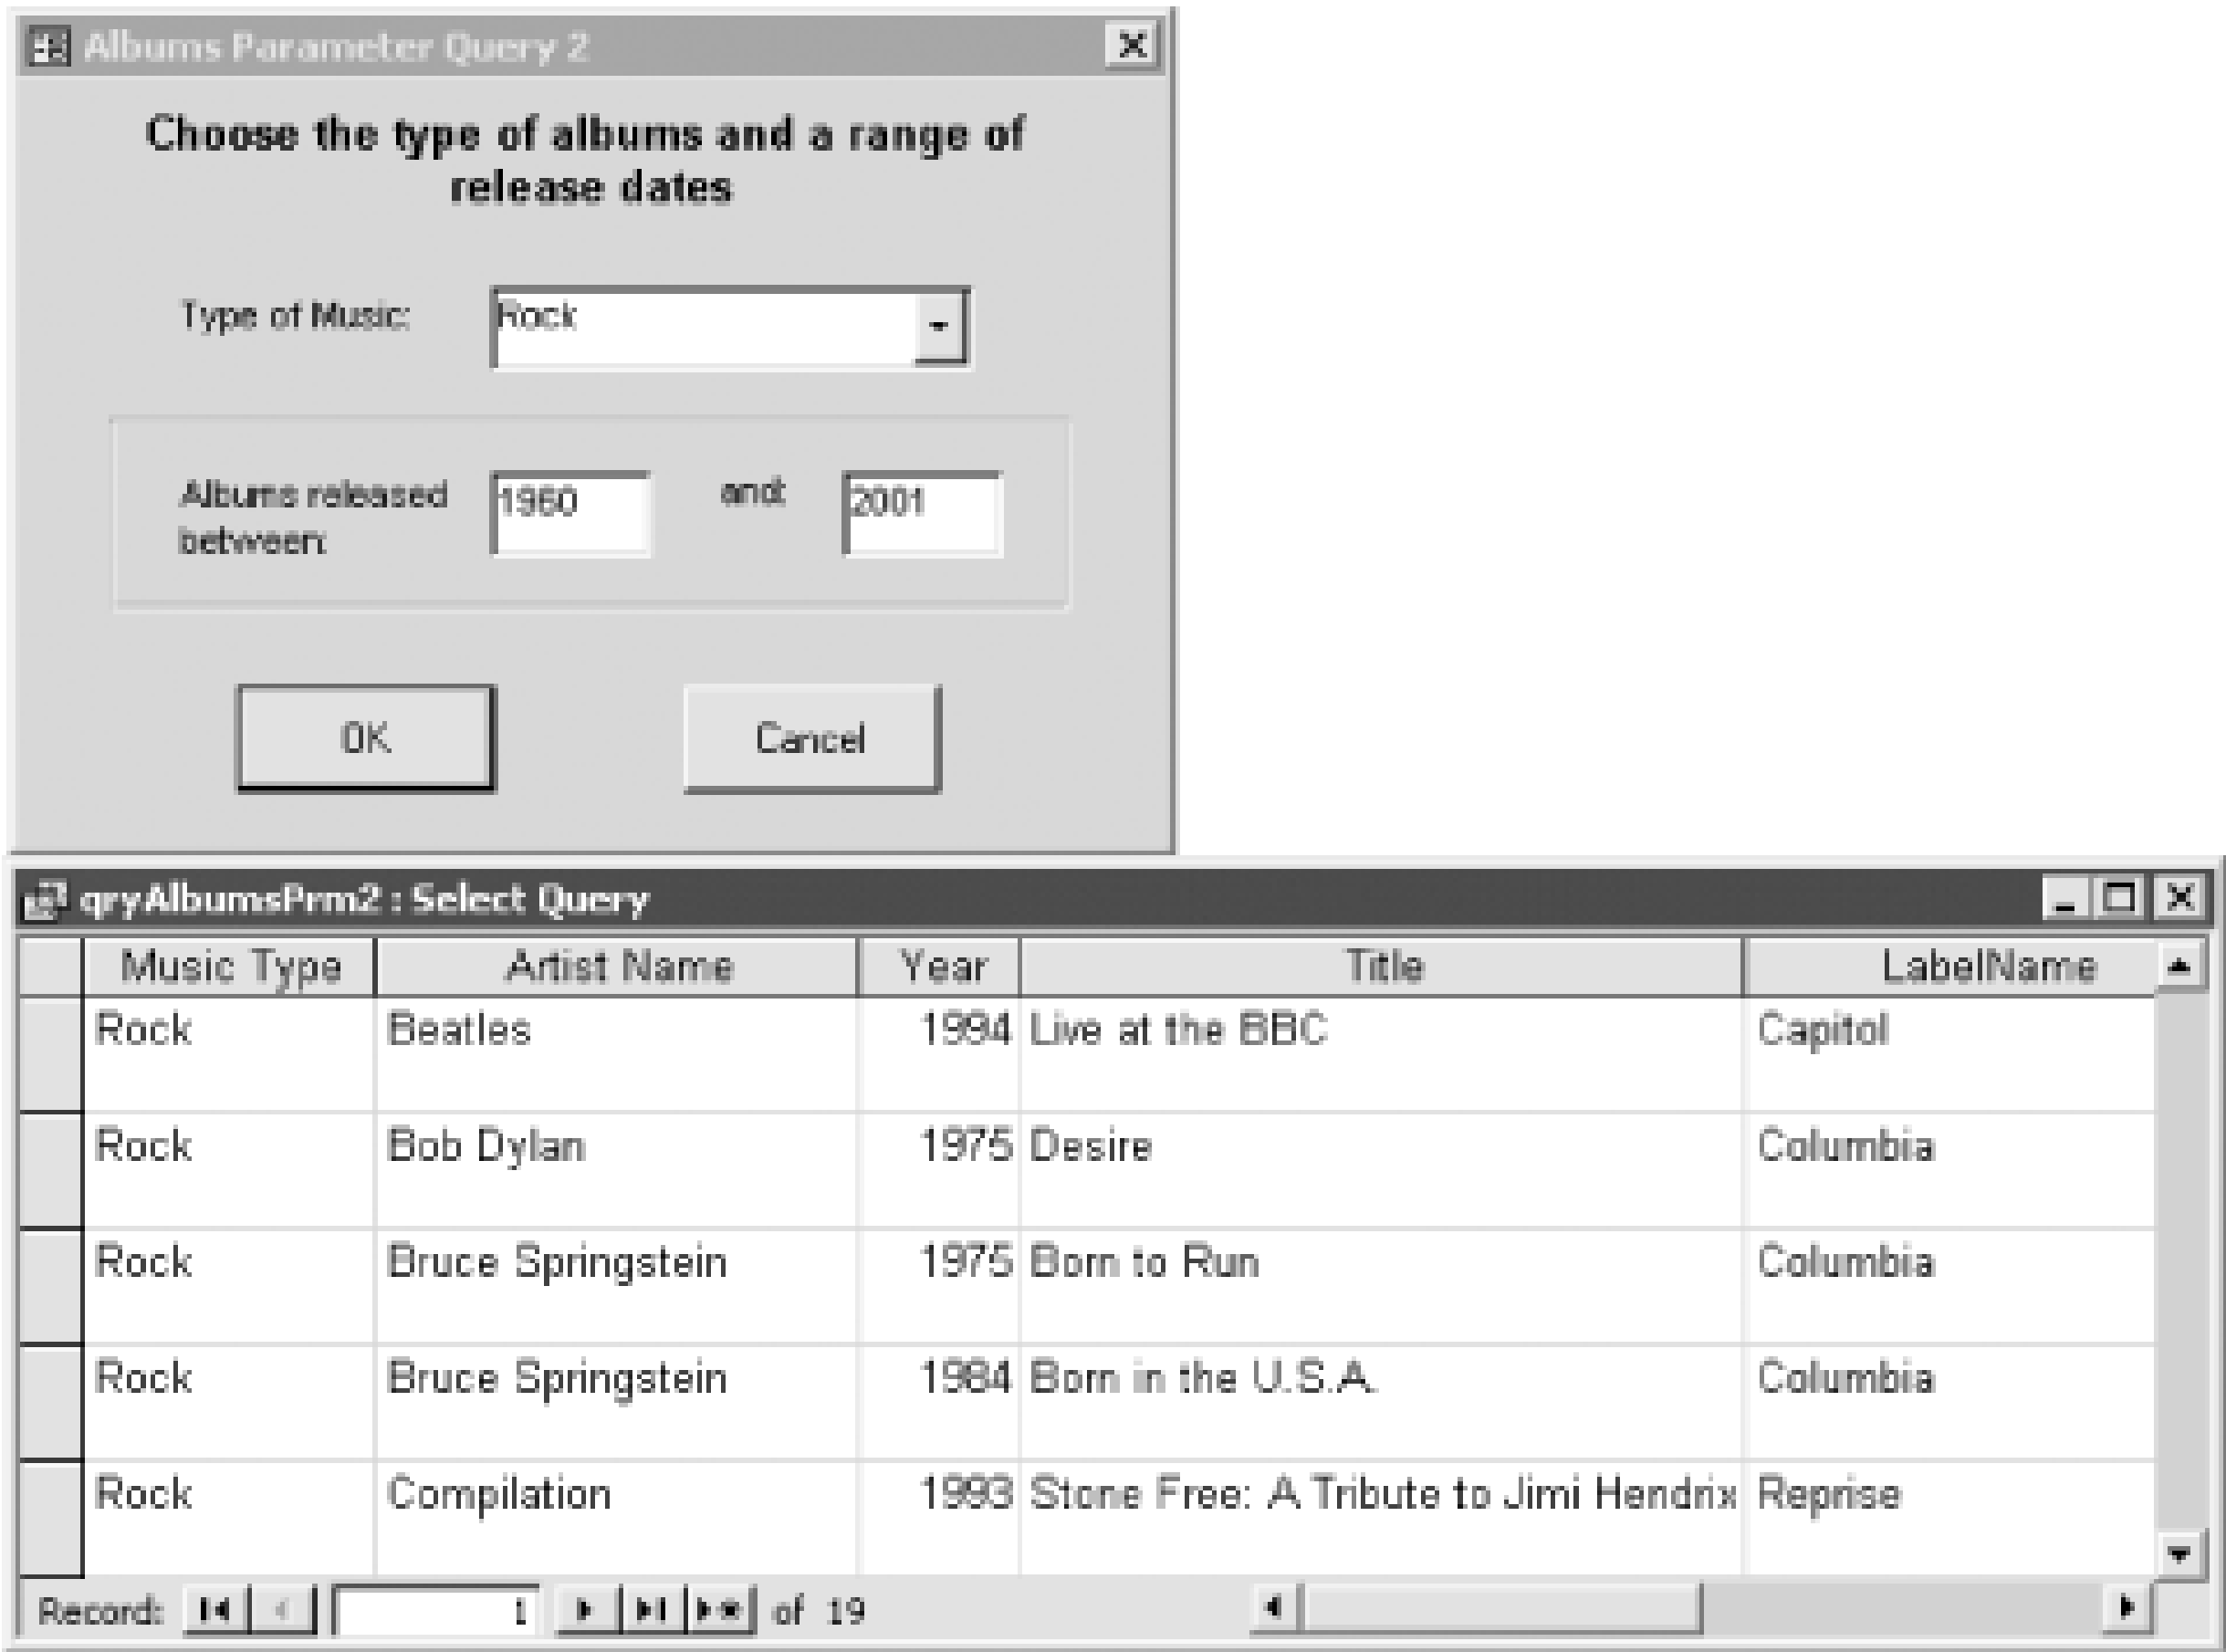 Albums Parameter Query 2
Choose the type of albums and a range of
release dates
Type of Music: Rock
Albums released between: 1960 and: 2001
OK Cancel
qryAlbumsPrm2 : Select Query
Music Type Artist Name Year Title LabelName
Rock Beatles 1994 Live at the BBC Capitol
Rock Bob Dylan 1975 Desire Columbia
Rock Bruce Springstein 1975 Born to Run Columbia
Rock Bruce Springstein 1984 Born in the U.S.A. Columbia
Rock Compilation 1993 Stone Free: A Tribute to Jimi Hendrix Reprise
Record: 1 of 19